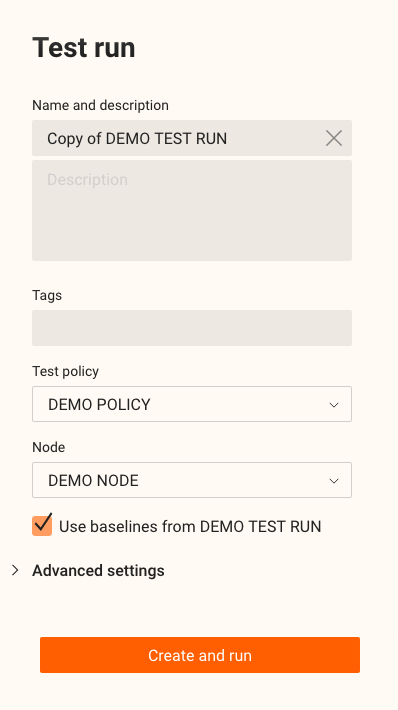 Test run
Name and description
Copy of DEMO TEST RUN
Description
Tags
Test policy
DEMO POLICY
Node
DEMO NODE
Use baselines from DEMO TEST RUN
Advanced settings
Create and run